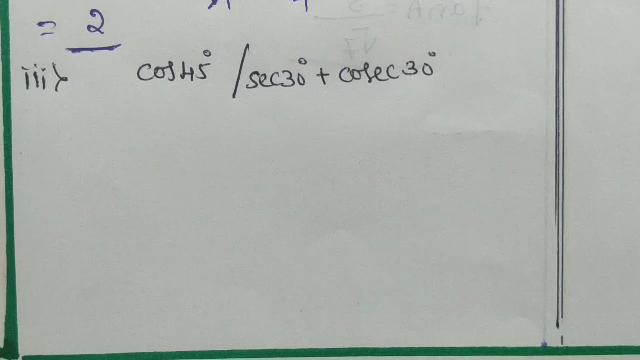 = 2
iii> cos45° / sec30° + cosec30°